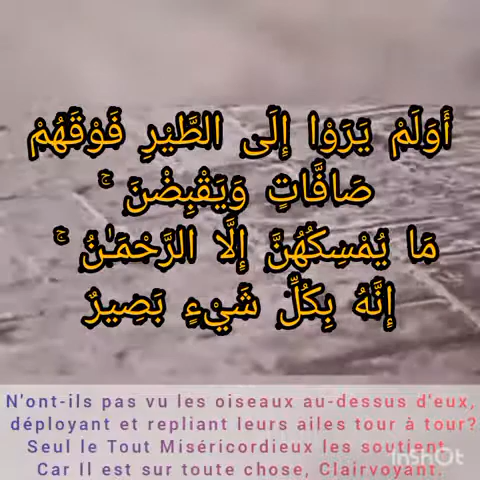 أَوَلَمْ يَرَوْا إِلَى الطَّيْرِ فَوْقَهُمْ
صَافَّاتٍ وَيَقْبِضْنَ ۚ
مَا يُمْسِكُهُنَّ إِلَّا الرَّحْمَـٰنُ ۚ
إِنَّهُ بِكُلِّ شَيْءٍ بَصِيرٌ
N'ont-ils pas vu les oiseaux au-dessus d'eux,
déployant et repliant leurs ailes tour à tour?
Seul le Tout Miséricordieux les soutient.
Car Il est sur toute chose, Clairvoyant.
InShOt